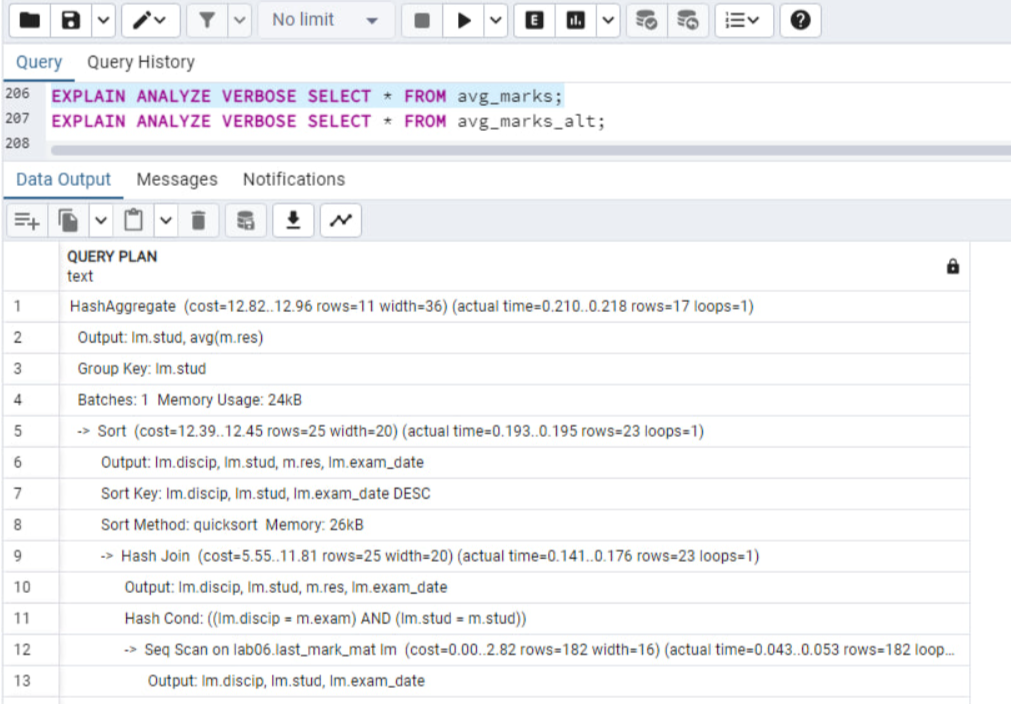 No limit
E
Query Query History
206 EXPLAIN ANALYZE VERBOSE SELECT * FROM avg_marks;
207 EXPLAIN ANALYZE VERBOSE SELECT * FROM avg_marks_alt;
208
Data Output Messages Notifications
QUERY PLAN
text
1 HashAggregate (cost=12.82..12.96 rows=11 width=36) (actual time=0.210..0.218 rows=17 loops=1)
2 Output: lm.stud, avg(m.res)
3 Group Key: lm.stud
4 Batches: 1 Memory Usage: 24kB
5 -> Sort (cost=12.39..12.45 rows=25 width=20) (actual time=0.193..0.195 rows=23 loops=1)
6 Output: lm.discip, lm.stud, m.res, lm.exam_date
7 Sort Key: lm.discip, lm.stud, lm.exam_date DESC
8 Sort Method: quicksort Memory: 26kB
9 -> Hash Join (cost=5.55..11.81 rows=25 width=20) (actual time=0.141..0.176 rows=23 loops=1)
10 Output: lm.discip, lm.stud, m.res, lm.exam_date
11 Hash Cond: ((lm.discip = m.exam) AND (lm.stud = m.stud))
12 -> Seq Scan on lab06.last_mark_mat lm (cost=0.00..2.82 rows=182 width=16) (actual time=0.043..0.053 rows=182 loop...
13 Output: lm.discip, lm.stud, lm.exam_date